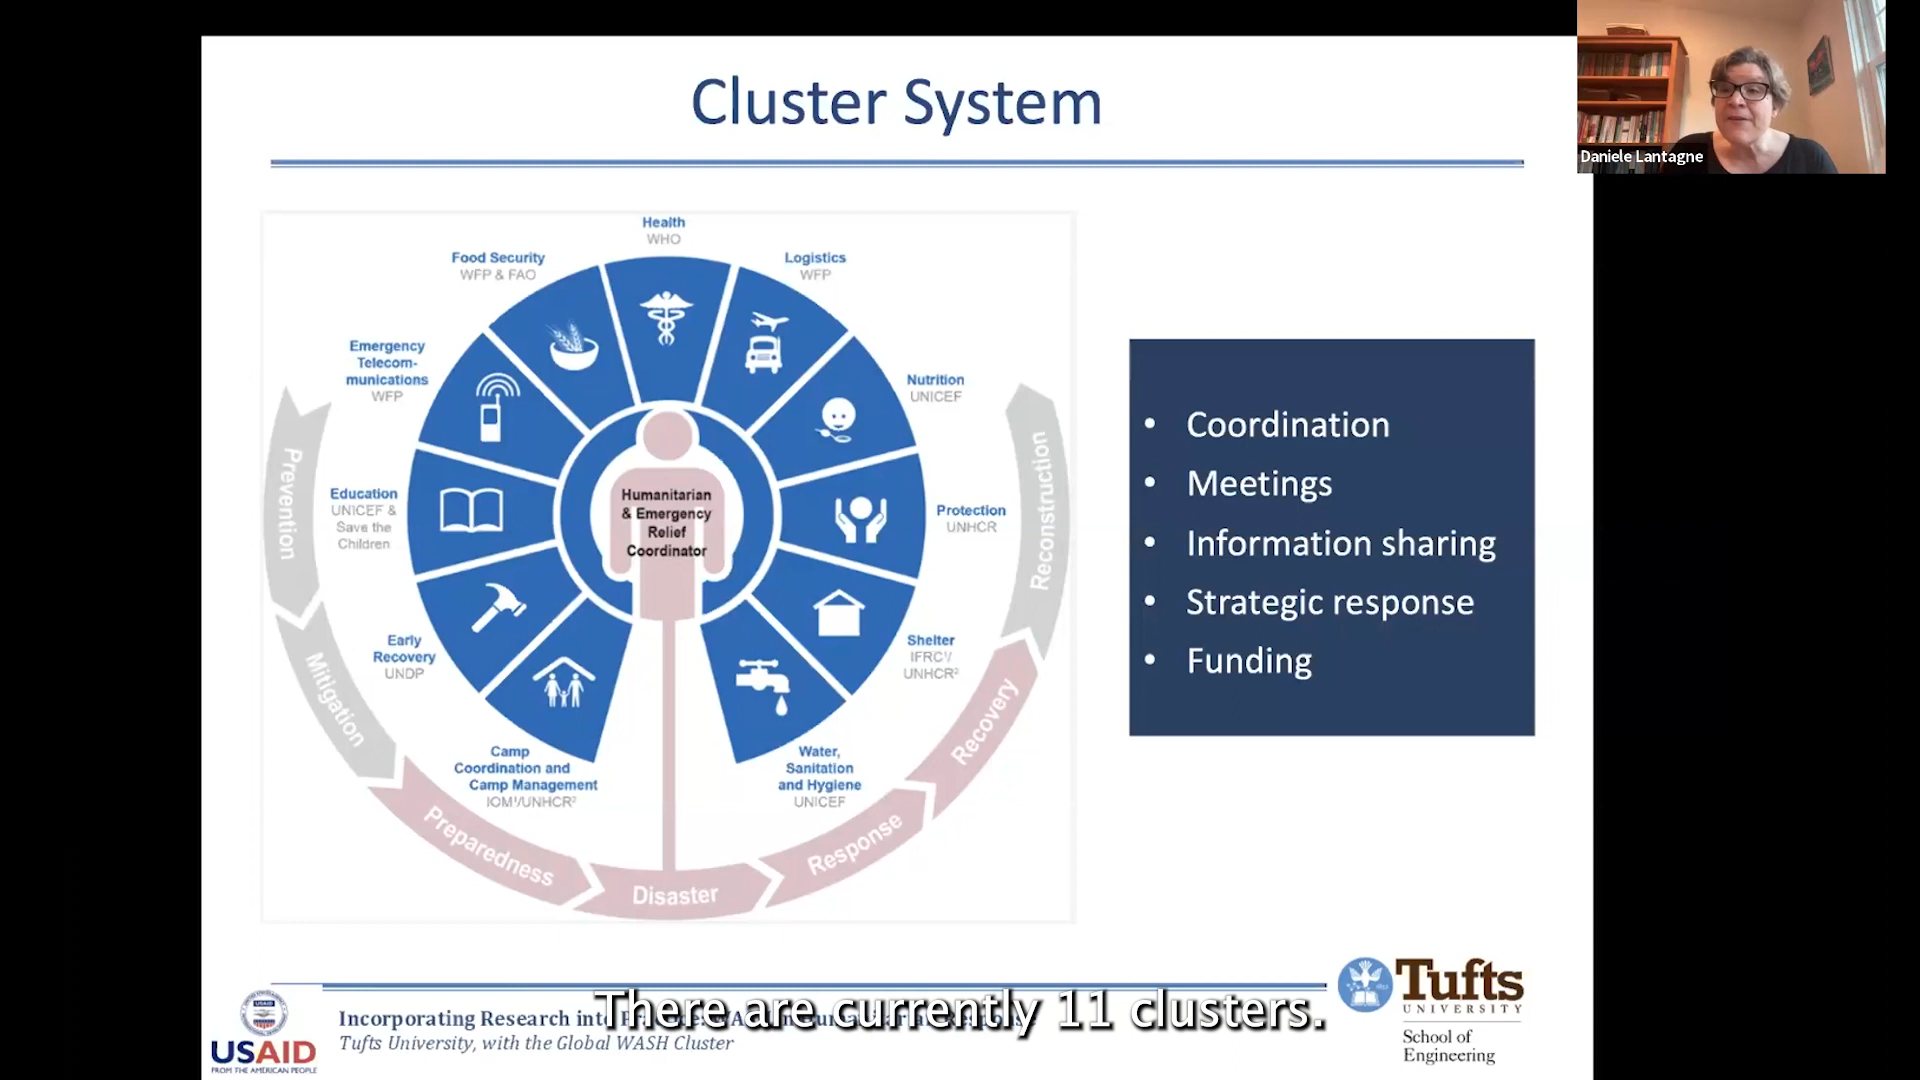 Cluster System
Daniele Lantagne
Health
WHO
Food Security
WFP & FAO
Logistics
WFP
Emergency
Telecom-
munications
WFP
Nutrition
UNICEF
Education
UNICEF &
Save the
Children
Humanitarian
& Emergency
Relief
Coordinator
Protection
UNHCR
Early
Recovery
UNDP
Shelter
IFRC¹/
UNHCR²
Camp
Coordination and
Camp Management
IOM¹/UNHCR²
Water,
Sanitation
and Hygiene
UNICEF
Prevention
Mitigation
Preparedness
Disaster
Response
Recovery
Reconstruction
• Coordination
• Meetings
• Information sharing
• Strategic response
• Funding
There are currently 11 clusters.
Incorporating Research into
Tufts University, with the Global WASH Cluster
USAID
FROM THE AMERICAN PEOPLE
Tufts
UNIVERSITY
School of
Engineering